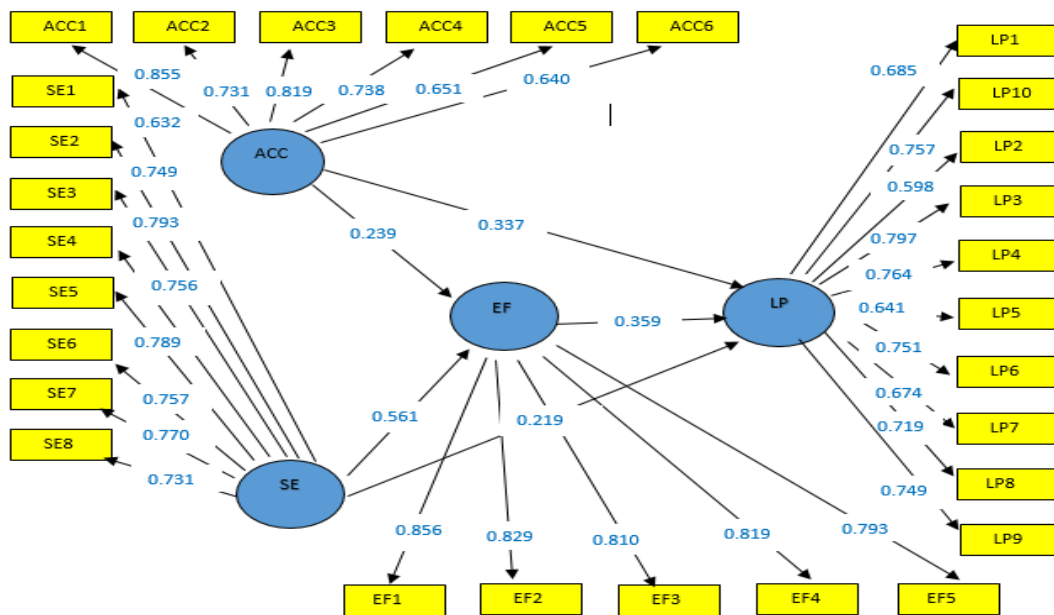 ACC1
ACC2
ACC3
ACC4
ACC5
ACC6
LP1
SE1
0.855
0.731
0.819
0.738
0.651
0.640
0.685
LP10
SE2
0.632
ACC
0.757
LP2
SE3
0.749
0.598
LP3
SE4
0.793
0.239
0.337
0.797
LP4
SE5
0.756
EF
LP
0.764
0.641
LP5
SE6
0.789
0.359
0.751
LP6
SE7
0.757
0.561
0.219
0.674
0.719
LP7
SE8
0.770
0.731
SE
0.749
LP8
0.856
0.829
0.810
0.819
0.793
LP9
EF1
EF2
EF3
EF4
EF5